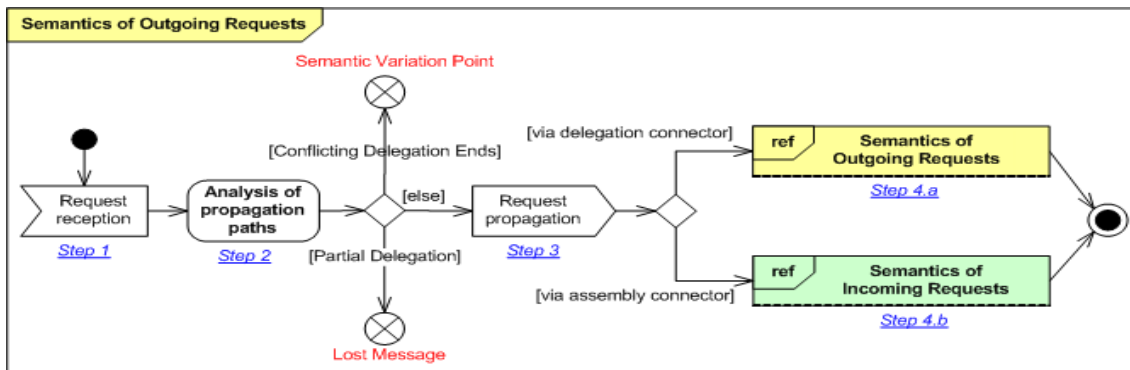 Semantics of Outgoing Requests
Semantic Variation Point
[Conflicting Delegation Ends]
[via delegation connector]
ref
Semantics of
Outgoing Requests
Step 4.a
Request
reception
Step 1
Analysis of
propagation
paths
Step 2
[else]
Request
propagation
Step 3
[Partial Delegation]
Lost Message
[via assembly connector]
ref
Semantics of
Incoming Requests
Step 4.b